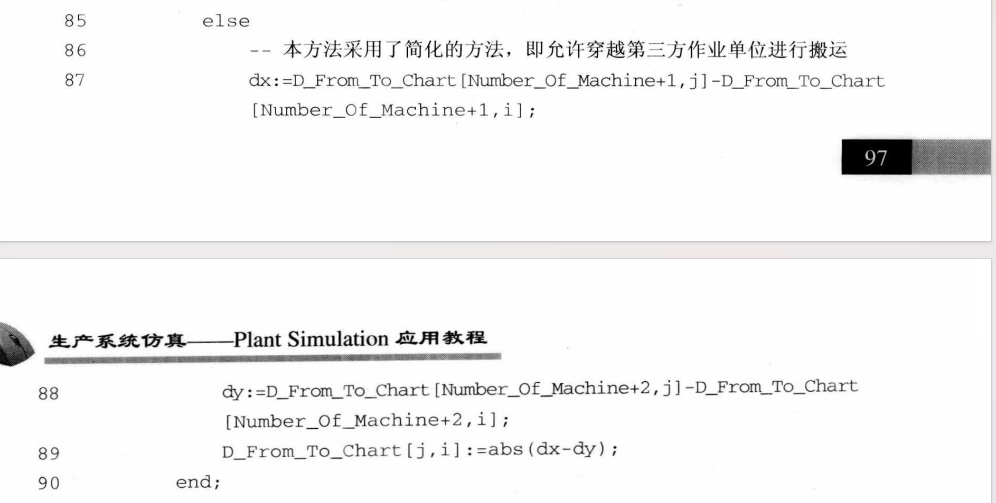 85 else
86 -- 本方法采用了简化的方法，即允许穿越第三方作业单位进行搬运
87 dx:=D_From_To_Chart[Number_Of_Machine+1,j]-D_From_To_Chart
[Number_Of_Machine+1,i];
97
生产系统仿真——Plant Simulation 应用教程
88 dy:=D_From_To_Chart[Number_Of_Machine+2,j]-D_From_To_Chart
[Number_Of_Machine+2,i];
89 D_From_To_Chart[j,i]:=abs(dx-dy);
90 end;